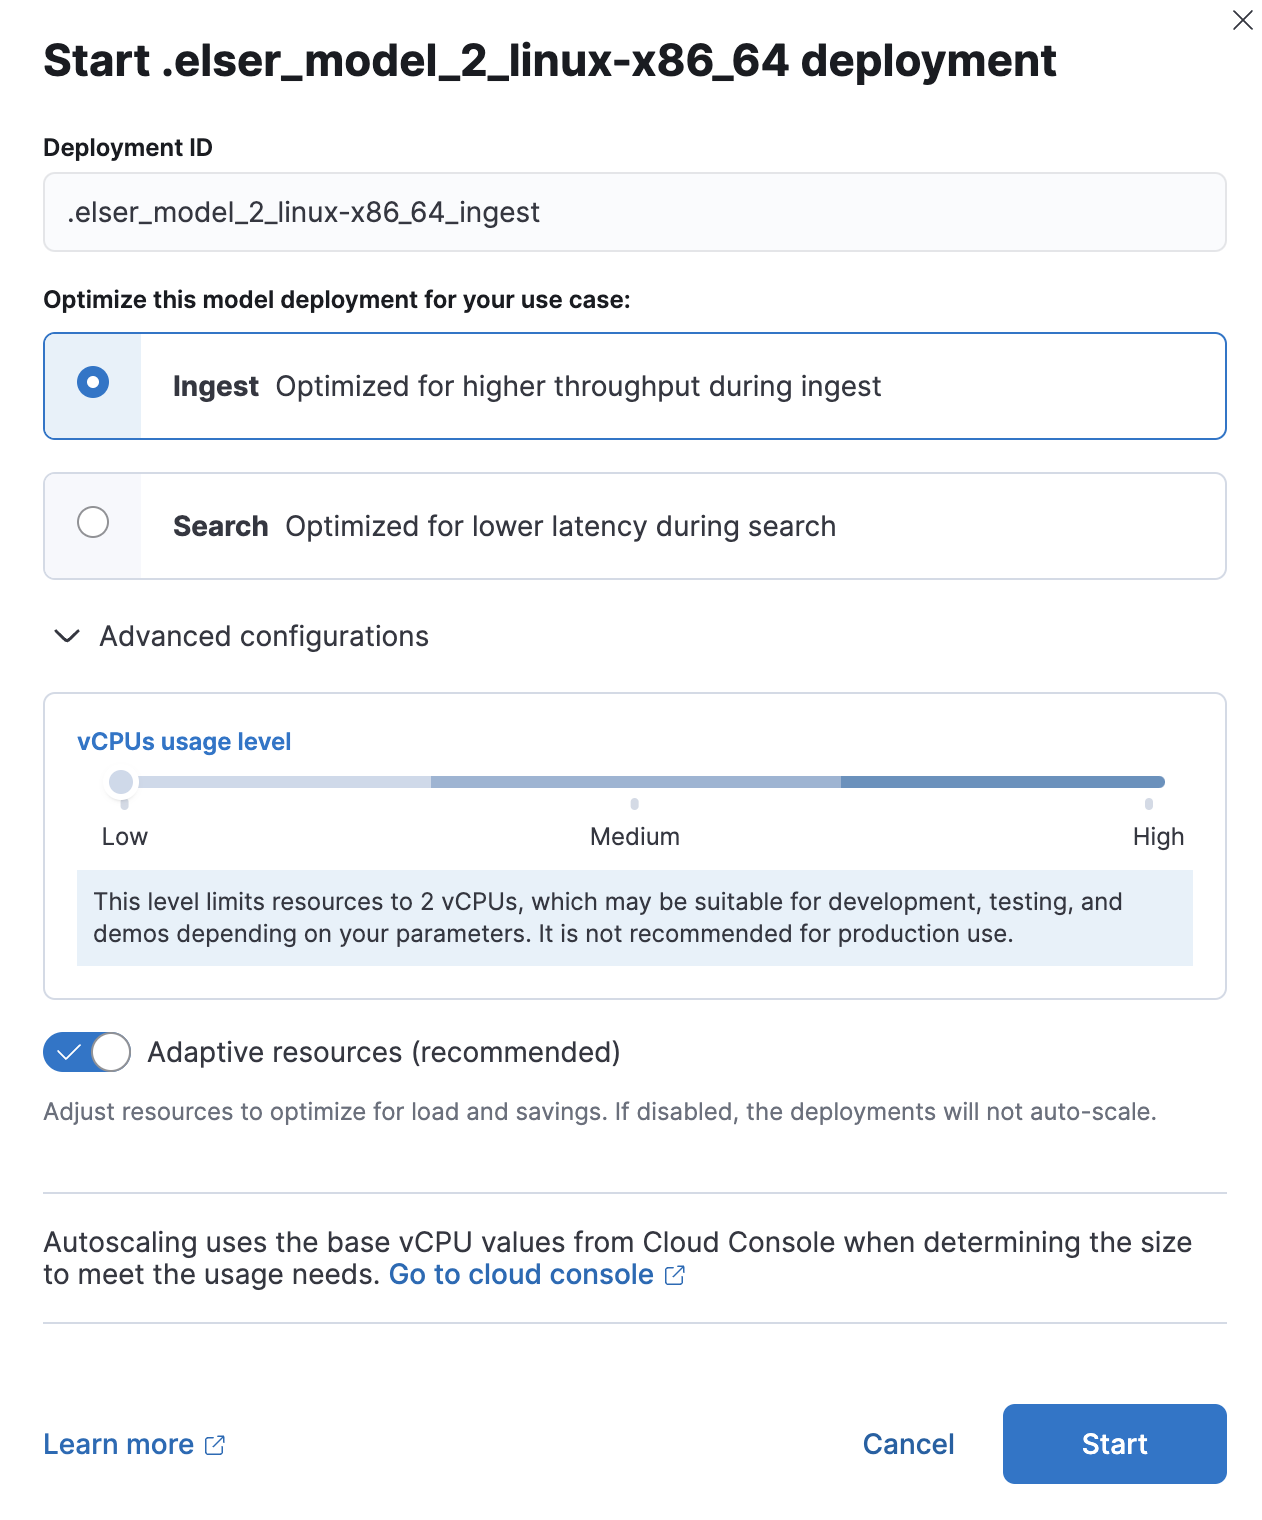 Start .elser_model_2_linux-x86_64 deployment
Deployment ID
.elser_model_2_linux-x86_64_ingest
Optimize this model deployment for your use case:
Ingest Optimized for higher throughput during ingest
Search Optimized for lower latency during search
Advanced configurations
vCPUs usage level
Low Medium High
This level limits resources to 2 vCPUs, which may be suitable for development, testing, and
demos depending on your parameters. It is not recommended for production use.
Adaptive resources (recommended)
Adjust resources to optimize for load and savings. If disabled, the deployments will not auto-scale.
Autoscaling uses the base vCPU values from Cloud Console when determining the size
to meet the usage needs. Go to cloud console
Learn more Cancel Start